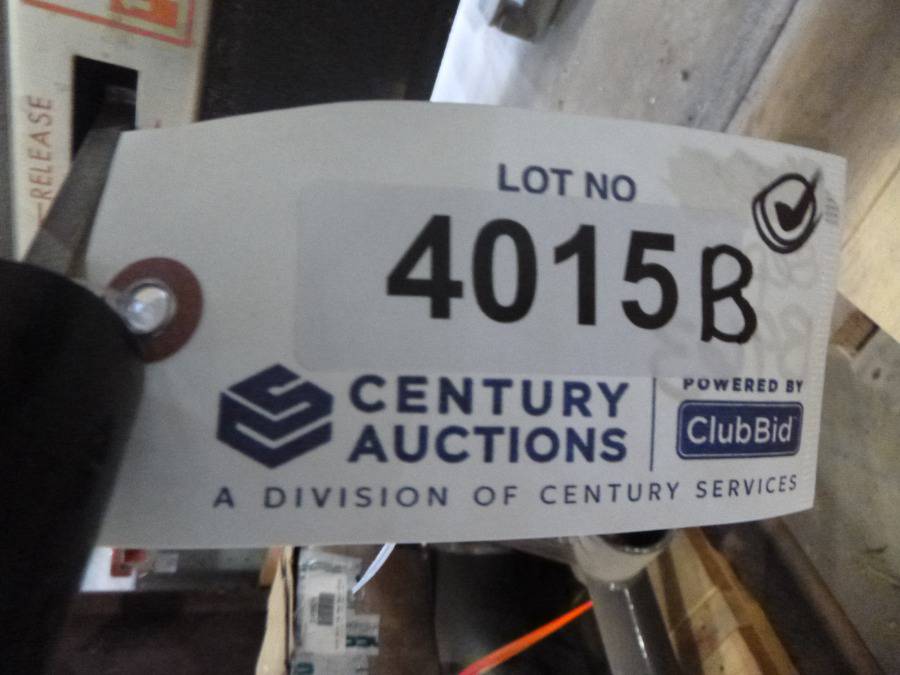 RELEASE
LOT NO
4015B
CENTURY
AUCTIONS
POWERED BY
ClubBid
A DIVISION OF CENTURY SERVICES